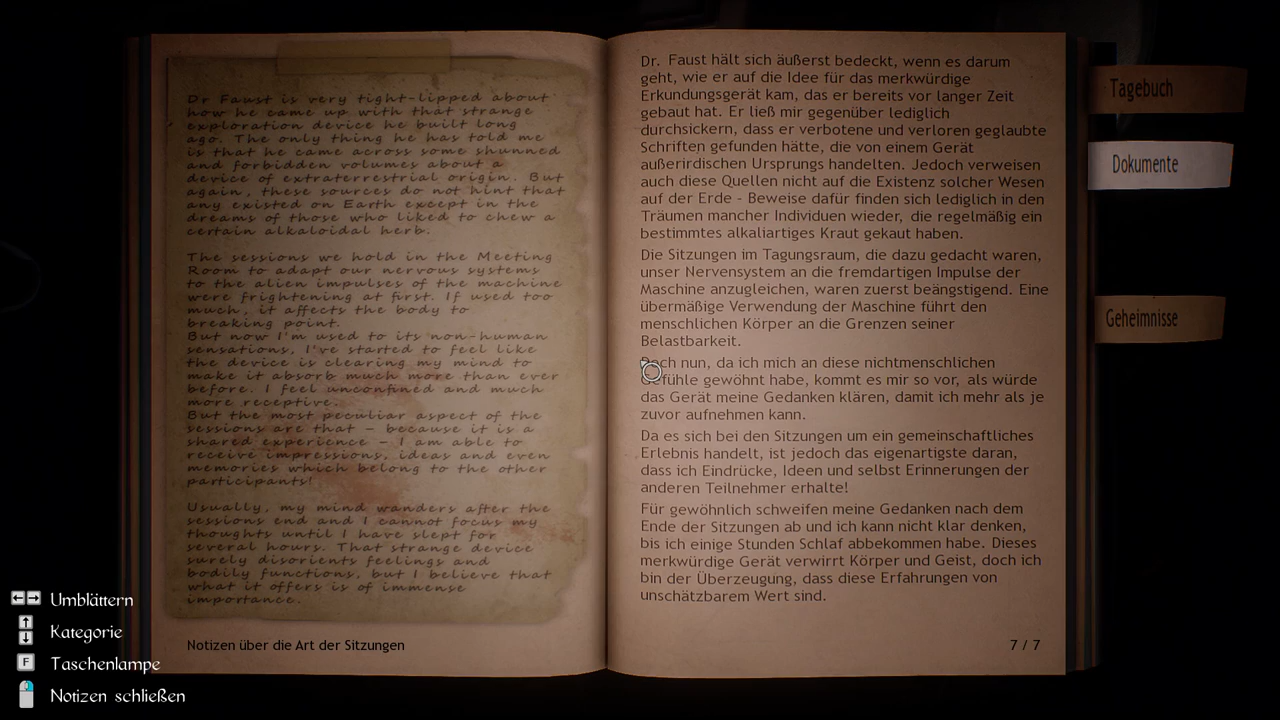 Dr Faust is very tight-lipped about
how he came up with that strange
exploration device he built long
ago. The only thing he has told me
is that he came across some shunned
and forbidden volumes about a
device of extraterrestrial origin. But
again, these sources do not hint that
any existed on Earth except in the
dreams of those who liked to chew a
certain alkaloidal herb.
The sessions we hold in the Meeting
Room to adapt our nervous systems
to the alien impulses of the machine
were frightening at first. If used too
much, it affects the body to
breaking point.
But now I'm used to its non-human
sensations, I've started to feel like
the device is clearing my mind to
make it absorb much more than ever
before. I feel unconfined and much
more receptive.
But the most peculiar aspect of the
sessions are that - because it is a
shared experience - I am able to
receive impressions, ideas and even
memories which belong to the other
participants!
Usually, my mind wanders after the
sessions end and I cannot focus my
thoughts until I have slept for
several hours. That strange device
surely disorients feelings and
bodily functions, but I believe that
what it offers is of immense
importance.
Notizen über die Art der Sitzungen
Dr. Faust hält sich äußerst bedeckt, wenn es darum
geht, wie er auf die Idee für das merkwürdige
Erkundungsgerät kam, das er bereits vor langer Zeit
gebaut hat. Er ließ mir gegenüber lediglich
durchsickern, dass er verbotene und verloren geglaubte
Schriften gefunden hätte, die von einem Gerät
außerirdischen Ursprungs handelten. Jedoch verweisen
auch diese Quellen nicht auf die Existenz solcher Wesen
auf der Erde - Beweise dafür finden sich lediglich in den
Träumen mancher Individuen wieder, die regelmäßig ein
bestimmtes alkaliartiges Kraut gekaut haben.
Die Sitzungen im Tagungsraum, die dazu gedacht waren,
unser Nervensystem an die fremdartigen Impulse der
Maschine anzugleichen, waren zuerst beängstigend. Eine
übermäßige Verwendung der Maschine führt den
menschlichen Körper an die Grenzen seiner
Belastbarkeit.
Doch nun, da ich mich an diese nichtmenschlichen
Gefühle gewöhnt habe, kommt es mir so vor, als würde
das Gerät meine Gedanken klären, damit ich mehr als je
zuvor aufnehmen kann.
Da es sich bei den Sitzungen um ein gemeinschaftliches
Erlebnis handelt, ist jedoch das eigenartigste daran,
dass ich Eindrücke, Ideen und selbst Erinnerungen der
anderen Teilnehmer erhalte!
Für gewöhnlich schweifen meine Gedanken nach dem
Ende der Sitzungen ab und ich kann nicht klar denken,
bis ich einige Stunden Schlaf abbekommen habe. Dieses
merkwürdige Gerät verwirrt Körper und Geist, doch ich
bin der Überzeugung, dass diese Erfahrungen von
unschätzbarem Wert sind.
7 / 7
Tagebuch
Dokumente
Geheimnisse
Umblättern
Kategorie
F Taschenlampe
Notizen schließen